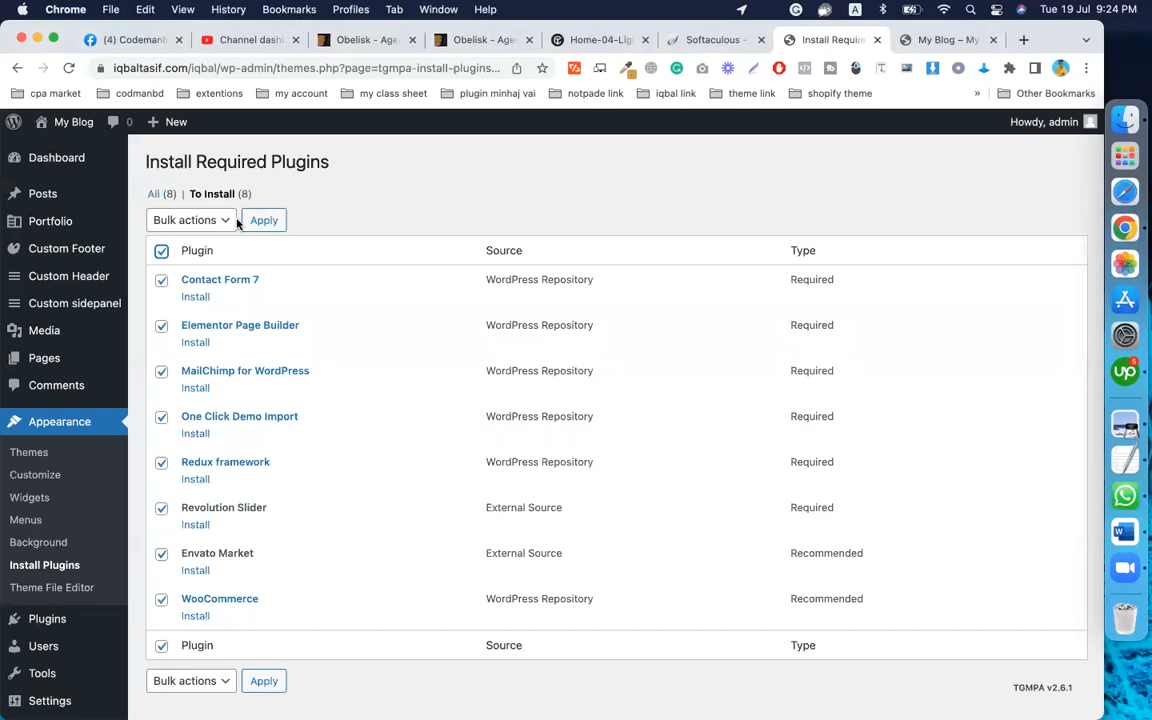 Chrome File Edit View History Bookmarks Profiles Tab Window Help A Tue 19 Jul 9:24 PM
(4) Codemanb Channel dash Obelisk - Age Obelisk - Age Home-04-Lig Softaculous - Install Require My Blog — My
iqbaltasif.com/iqbal/wp-admin/themes.php?page=tgmpa-install-plugins...
cpa market codmanbd extentions my account my class sheet plugin minhaj vai notpade link iqbal link theme link shopify theme » Other Bookmarks
My Blog 0 New Howdy, admin
Dashboard
Posts
Portfolio
Custom Footer
Custom Header
Custom sidepanel
Media
Pages
Comments
Appearance
Themes
Customize
Widgets
Menus
Background
Install Plugins
Theme File Editor
Plugins
Users
Tools
Settings
Install Required Plugins
All (8) | To Install (8)
Bulk actions Apply
Plugin Source Type
Contact Form 7 WordPress Repository Required
Install
Elementor Page Builder WordPress Repository Required
Install
MailChimp for WordPress WordPress Repository Required
Install
One Click Demo Import WordPress Repository Required
Install
Redux framework WordPress Repository Required
Install
Revolution Slider External Source Required
Install
Envato Market External Source Recommended
Install
WooCommerce WordPress Repository Recommended
Install
Plugin Source Type
Bulk actions Apply
TGMPA v2.6.1
up
5
W